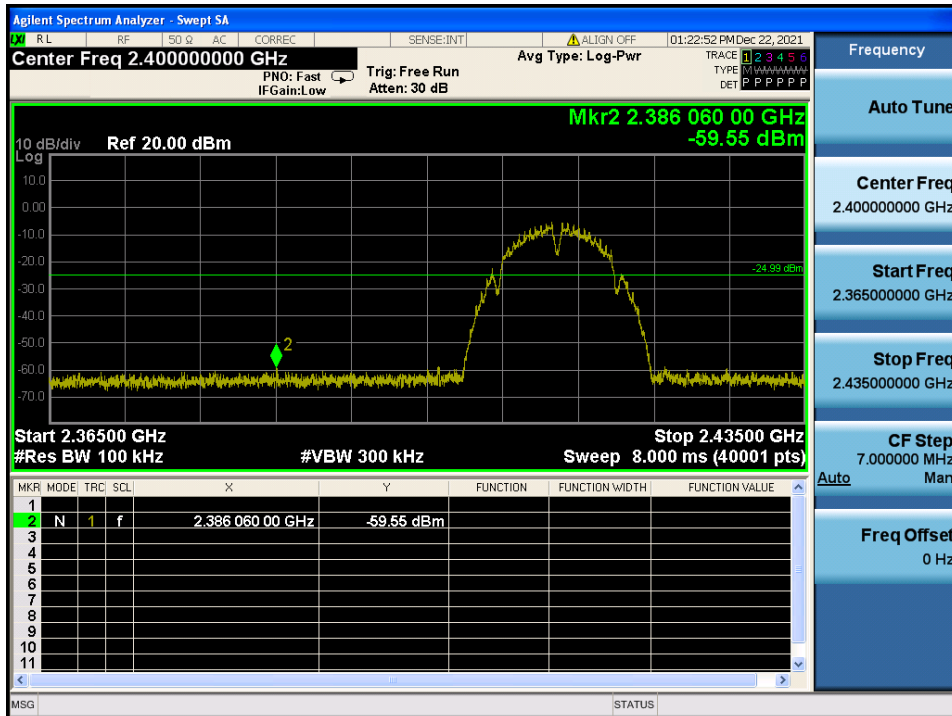 Agilent Spectrum Analyzer - Swept SA
LXI RL RF 50 Ω AC CORREC SENSE:INT ALIGN OFF 01:22:52 PM Dec 22, 2021
Center Freq 2.400000000 GHz
PNO: Fast
IFGain:Low
Trig: Free Run
Atten: 30 dB
Avg Type: Log-Pwr
TRACE 1 2 3 4 5 6
TYPE M W W W W W
DET P P P P P P
Mkr2 2.386 060 00 GHz
-59.55 dBm
10 dB/div Ref 20.00 dBm
Log
10.0
0.00
-10.0
-20.0
-24.99 dBm
-30.0
-40.0
-50.0
2
-60.0
-70.0
Start 2.36500 GHz Stop 2.43500 GHz
#Res BW 100 kHz #VBW 300 kHz Sweep 8.000 ms (40001 pts)
MKR MODE TRC SCL X Y FUNCTION FUNCTION WIDTH FUNCTION VALUE
1
2 N 1 f 2.386 060 00 GHz -59.55 dBm
3
4
5
6
7
8
9
10
11
MSG STATUS
Frequency
Auto Tune
Center Freq
2.400000000 GHz
Start Freq
2.365000000 GHz
Stop Freq
2.435000000 GHz
CF Step
7.000000 MHz
Auto Man
Freq Offset
0 Hz